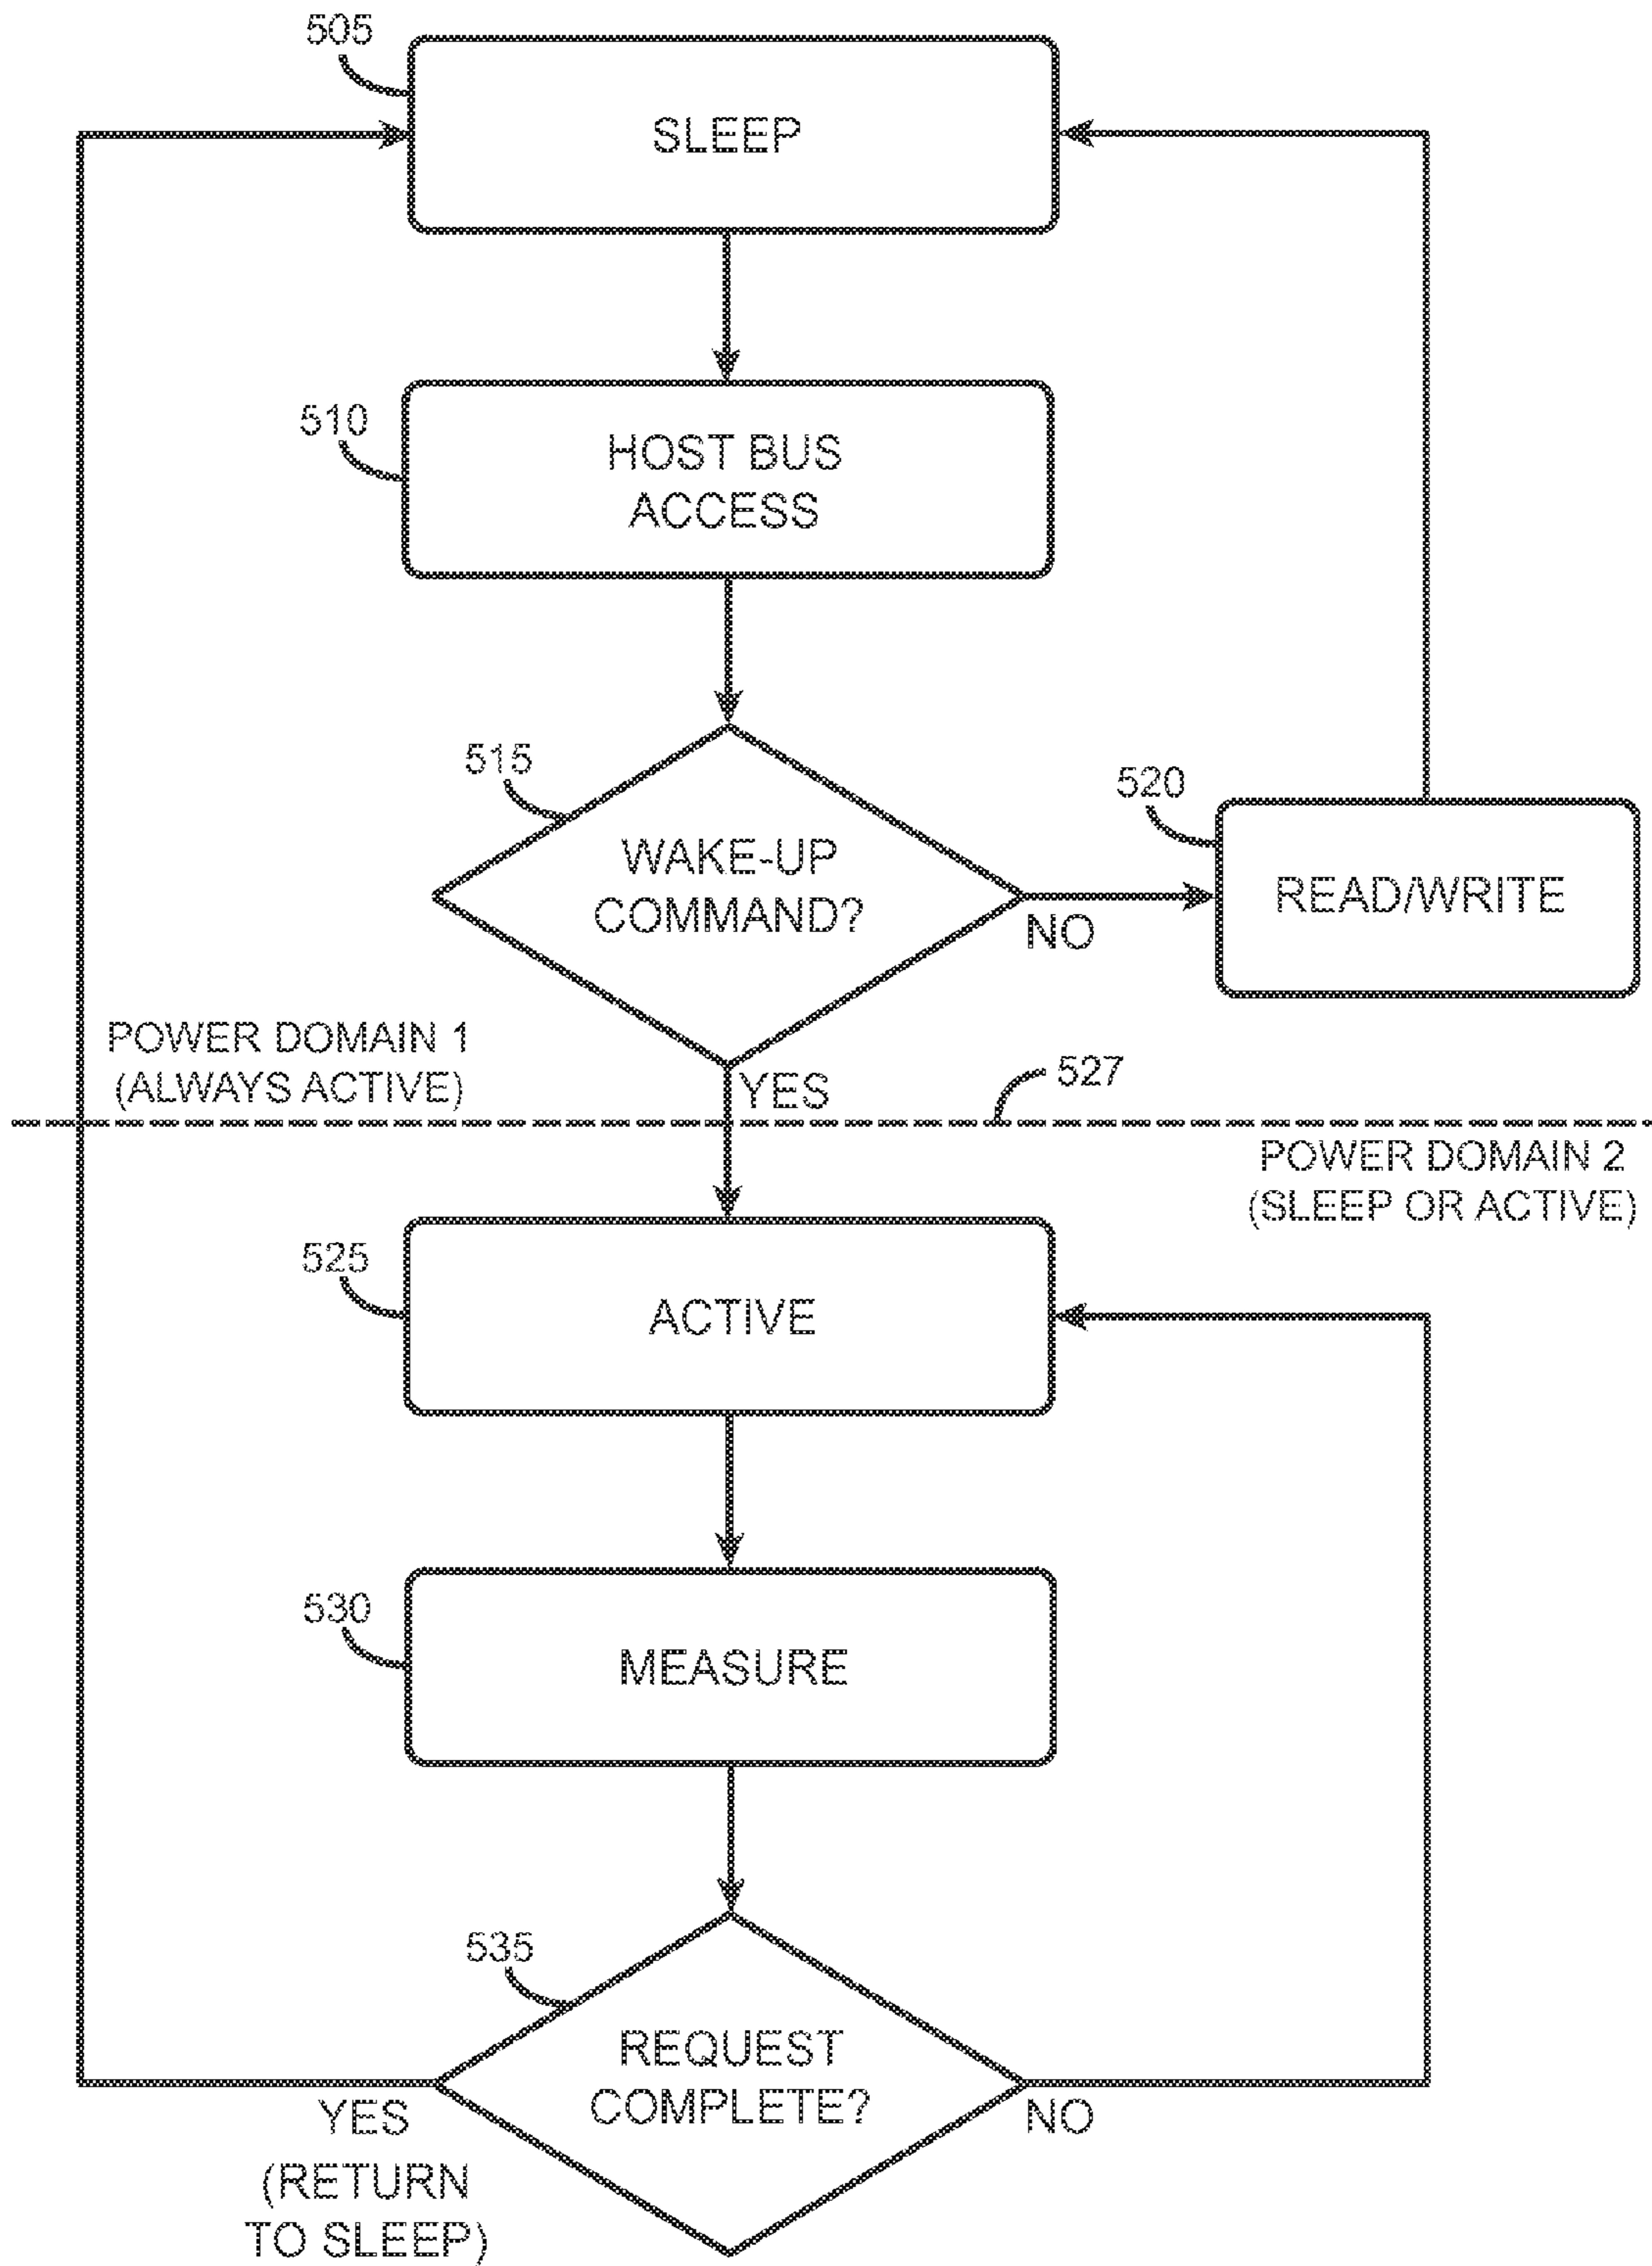 505
SLEEP
510
HOST BUS
ACCESS
515
WAKE-UP
COMMAND?
NO
520
READ/WRITE
POWER DOMAIN 1
(ALWAYS ACTIVE)
YES
527
POWER DOMAIN 2
(SLEEP OR ACTIVE)
525
ACTIVE
530
MEASURE
535
REQUEST
COMPLETE?
YES
(RETURN
TO SLEEP)
NO